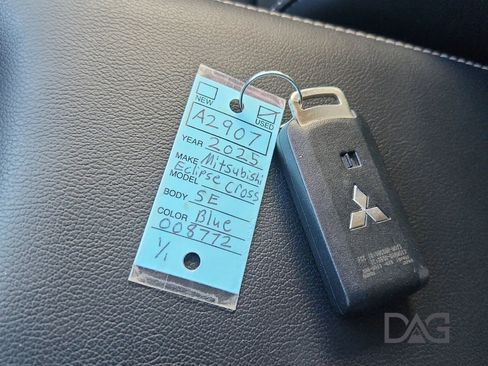 NEW
USED
A2907
YEAR 2025
MAKE Mitsubishi
MODEL Eclipse Cross
BODY SE
COLOR Blue
008772
1/1
DAG